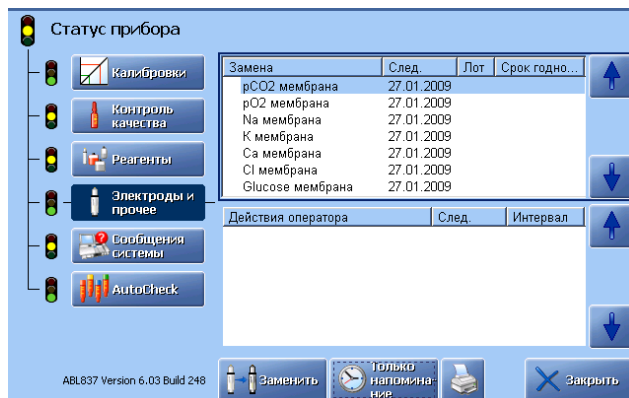 Статус прибора
Калибровки
Контроль
качества
Реагенты
Электроды и
прочее
Сообщения
системы
AutoCheck
Замена След. Лот Срок годно...
pCO2 мембрана 27.01.2009
pO2 мембрана 27.01.2009
Na мембрана 27.01.2009
K мембрана 27.01.2009
Ca мембрана 27.01.2009
Cl мембрана 27.01.2009
Glucose мембрана 27.01.2009
Действия оператора След. Интервал
ABL837 Version 6.03 Build 248
Заменить
Только
напомина-
ние
Закрыть